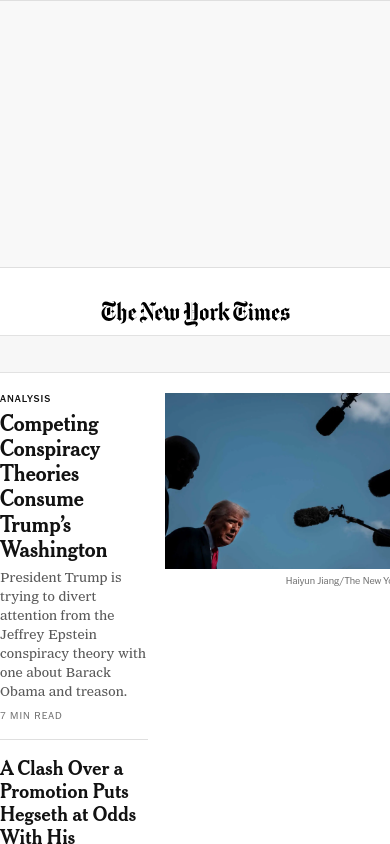 The New York Times
ANALYSIS
Competing
Conspiracy
Theories
Consume
Trump's
Washington
President Trump is
trying to divert
attention from the
Jeffrey Epstein
conspiracy theory with
one about Barack
Obama and treason.
7 MIN READ
Haiyun Jiang/The New Yo
A Clash Over a
Promotion Puts
Hegseth at Odds
With His